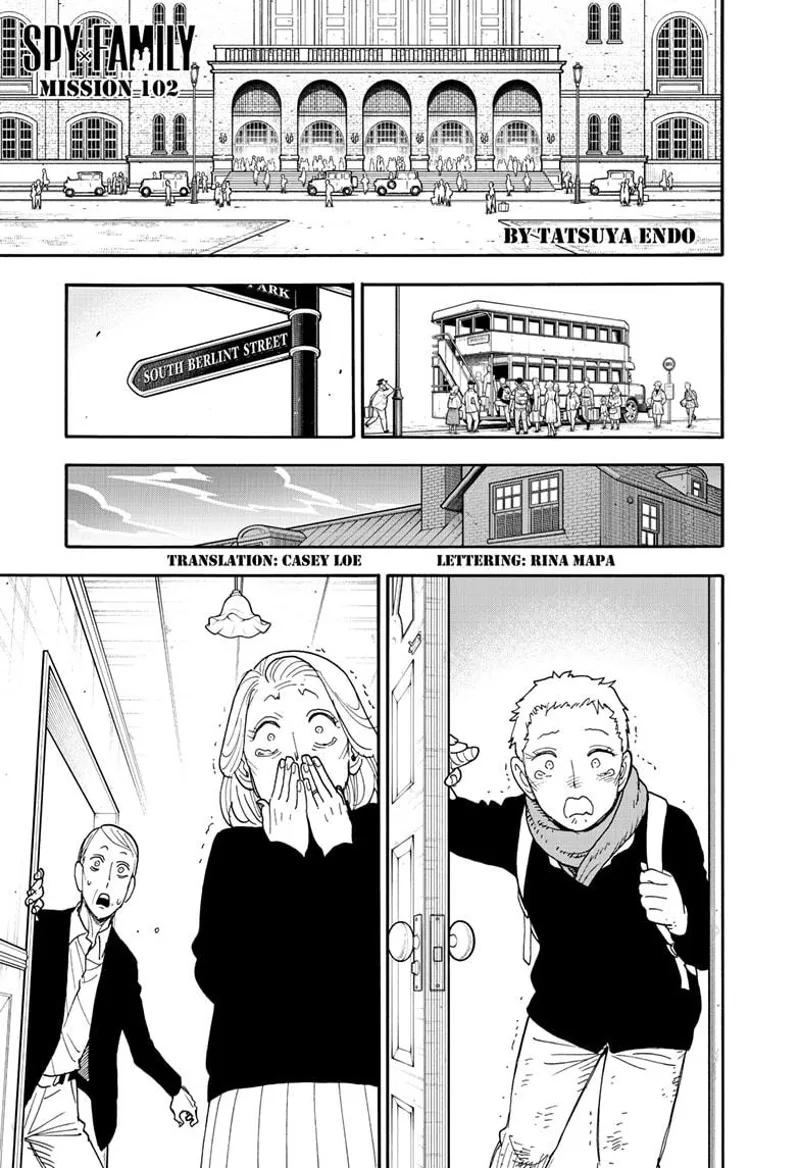 SPY×FAMILY
MISSION 102
BY TATSUYA ENDO
PARK
SOUTH BERLINT STREET
TRANSLATION: CASEY LOE
LETTERING: RINA MAPA